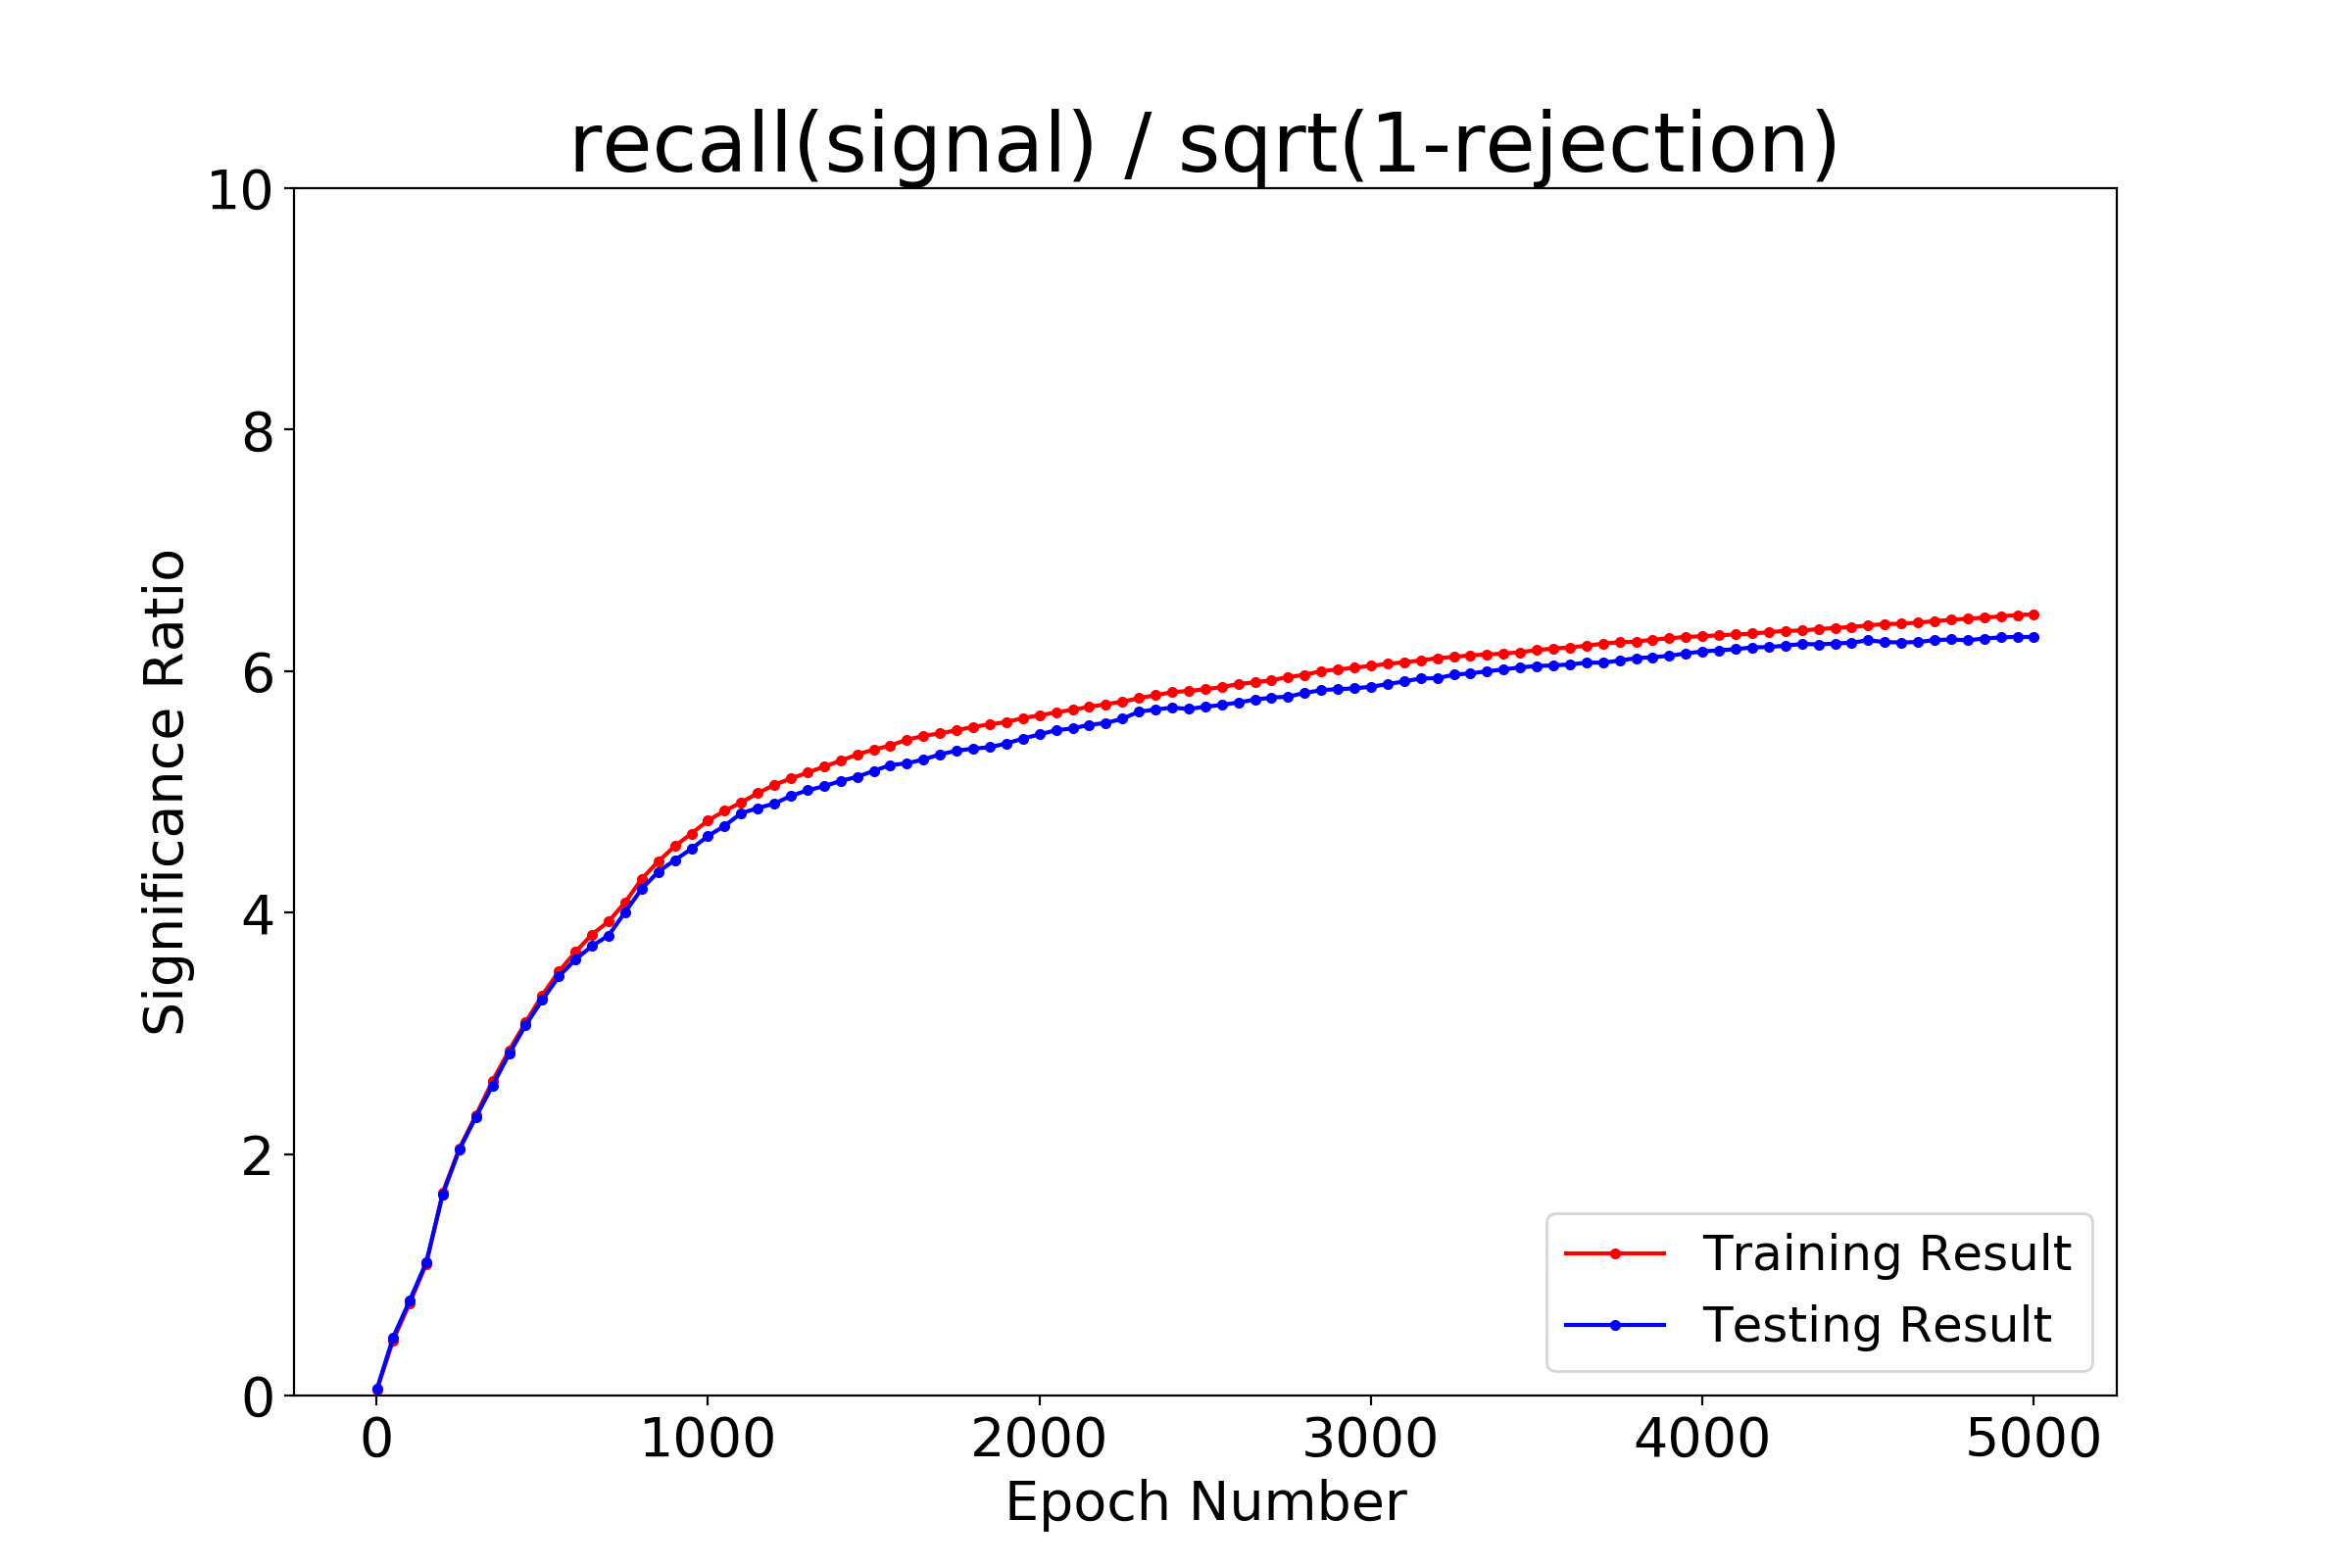 recall(signal) / sqrt(1-rejection)
10
8
6
4
2
0
Significance Ratio
0 1000 2000 3000 4000 5000
Epoch Number
Training Result
Testing Result